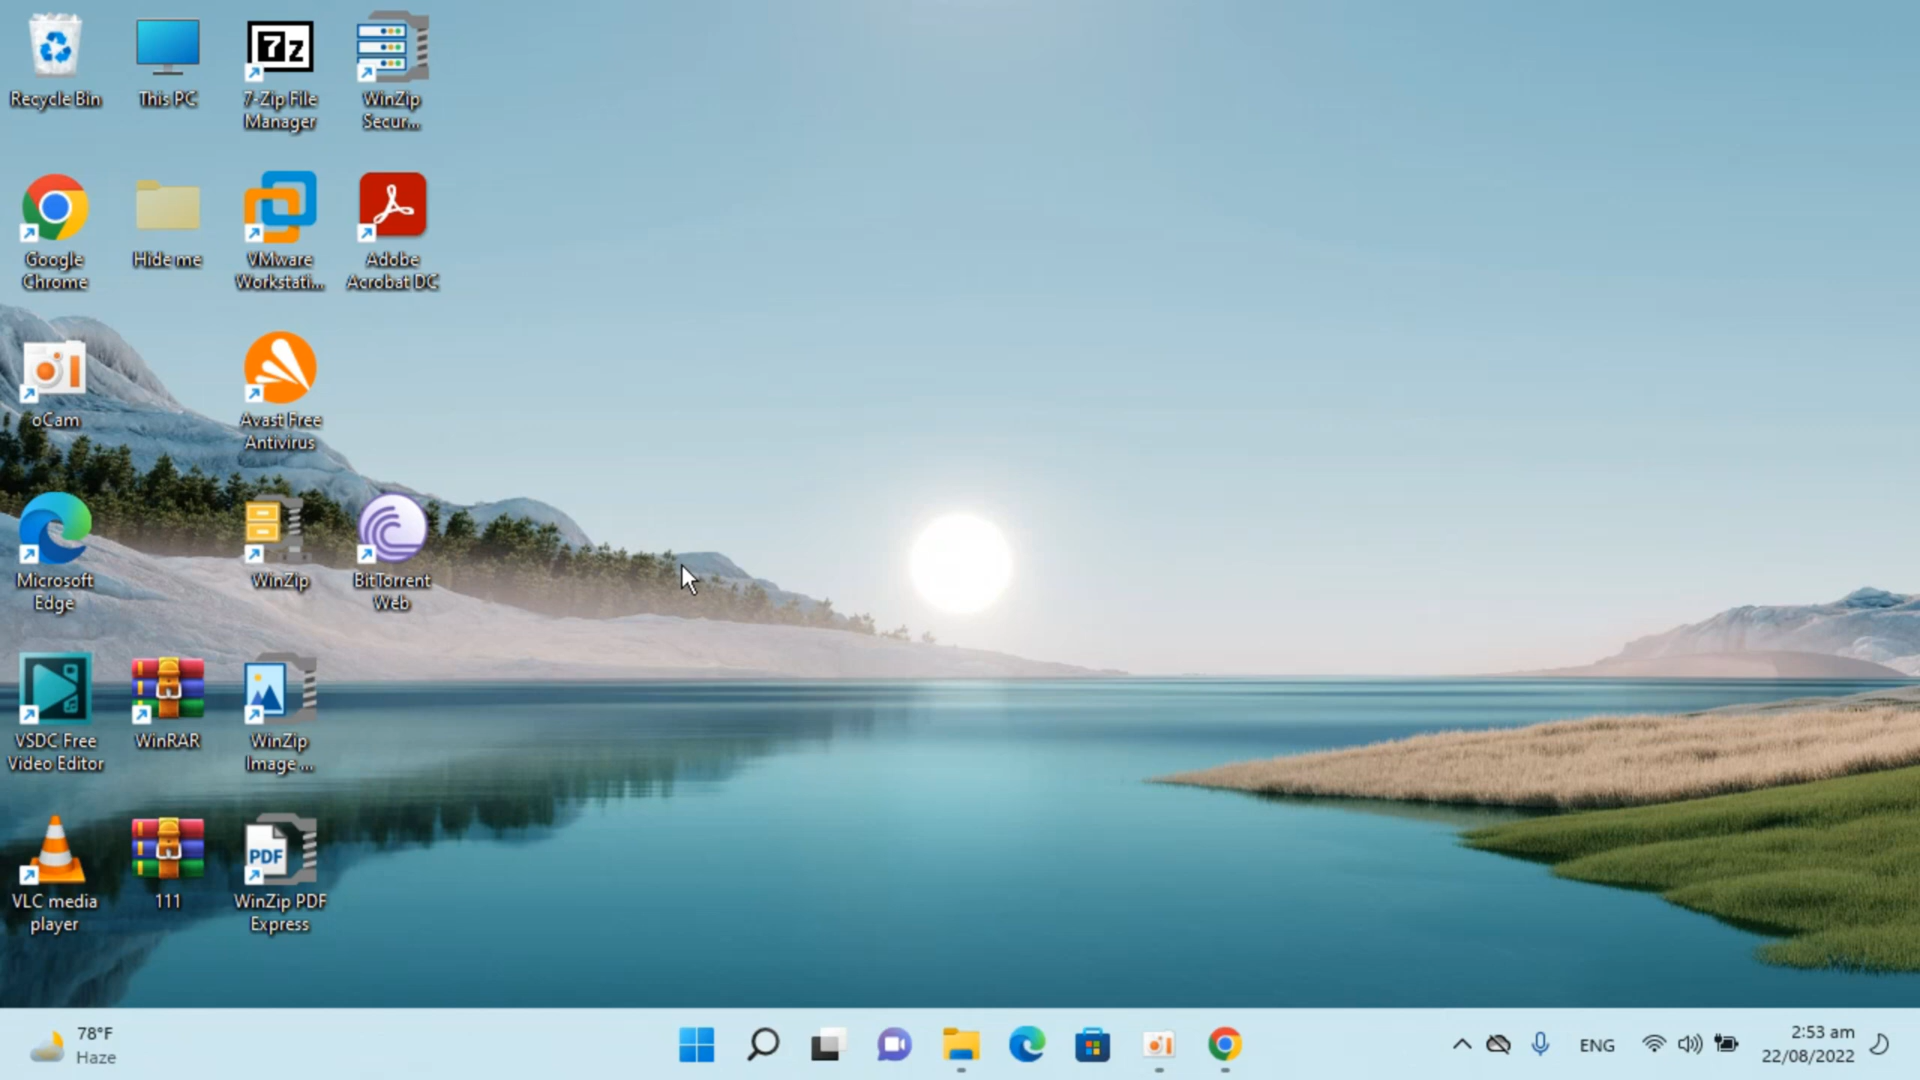 Recycle Bin
This PC
7z
7-Zip File
Manager
WinZip
Secur...
Google
Chrome
Hide me
VMware
Workstati...
Adobe
Acrobat DC
oCam
Avast Free
Antivirus
Microsoft
Edge
WinZip
BitTorrent
Web
VSDC Free
Video Editor
WinRAR
WinZip
Image ...
VLC media
player
111
PDF
WinZip PDF
Express
78°F
Haze
ENG
2:53 am
22/08/2022